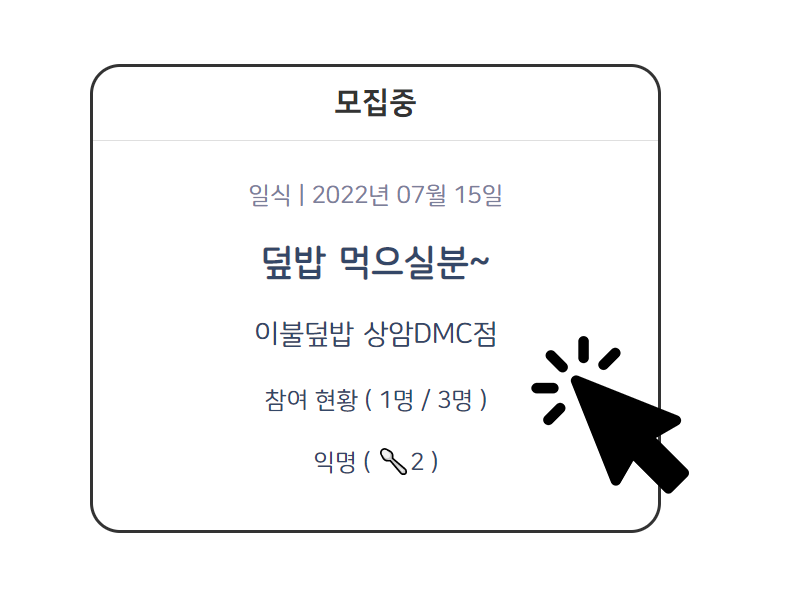 모집중
일식 | 2022년 07월 15일
덮밥 먹으실분~
이불덮밥 상암DMC점
참여 현황 ( 1명 / 3명 )
익명 ( 🥄2 )